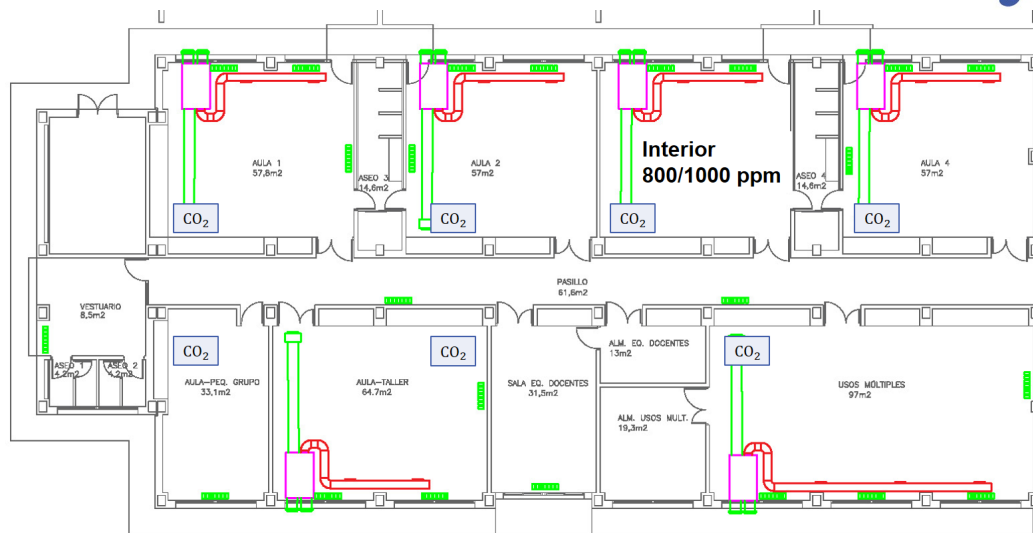 g
AULA 1
57,8m2
ASEO 3
14,6m2
AULA 2
57m2
Interior
800/1000 ppm
ASEO 4
14,6m2
AULA 4
57m2
CO2
CO2
CO2
CO2
PASILLO
61,6m2
VESTUARIO
8,5m2
ASEO 1
4,2m2
ASEO 2
4,2m2
CO2
AULA-PEQ. GRUPO
33,1m2
CO2
AULA-TALLER
64.7m2
SALA EQ. DOCENTES
31,5m2
ALM. EQ. DOCENTES
13m2
ALM. USOS MULT.
19,3m2
CO2
USOS MÚLTIPLES
97m2